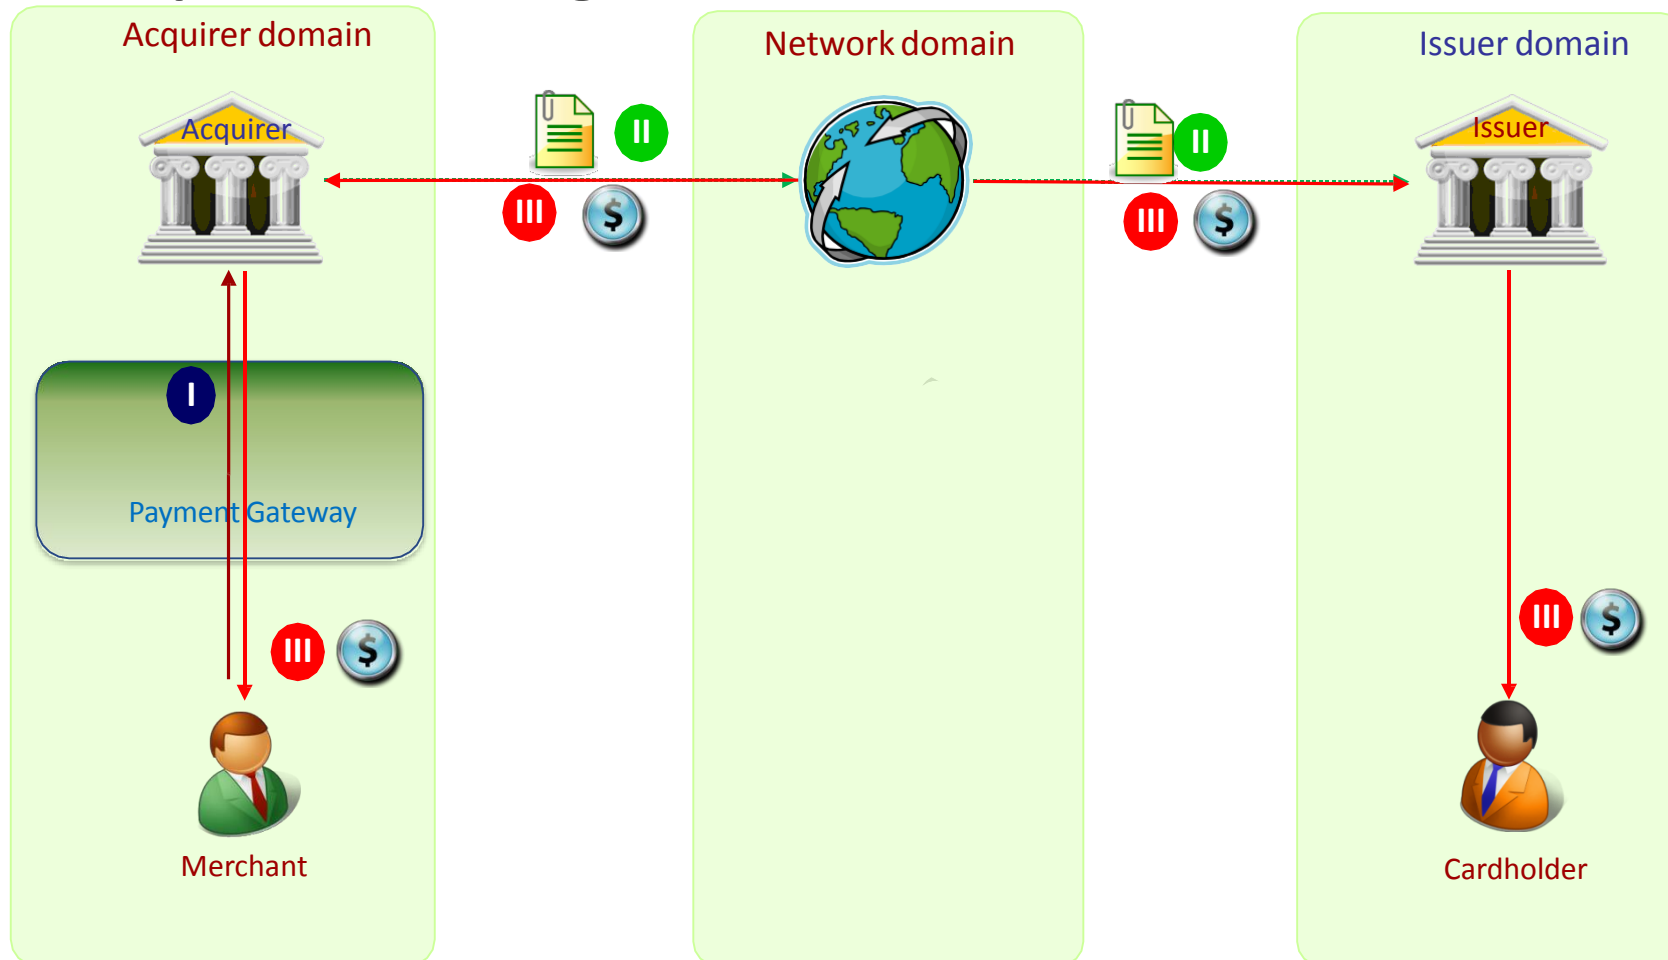 Acquirer domain
Network domain
Issuer domain
Acquirer
II
II
Issuer
III
$
III
$
I
Payment Gateway
III
$
III
$
Merchant
Cardholder